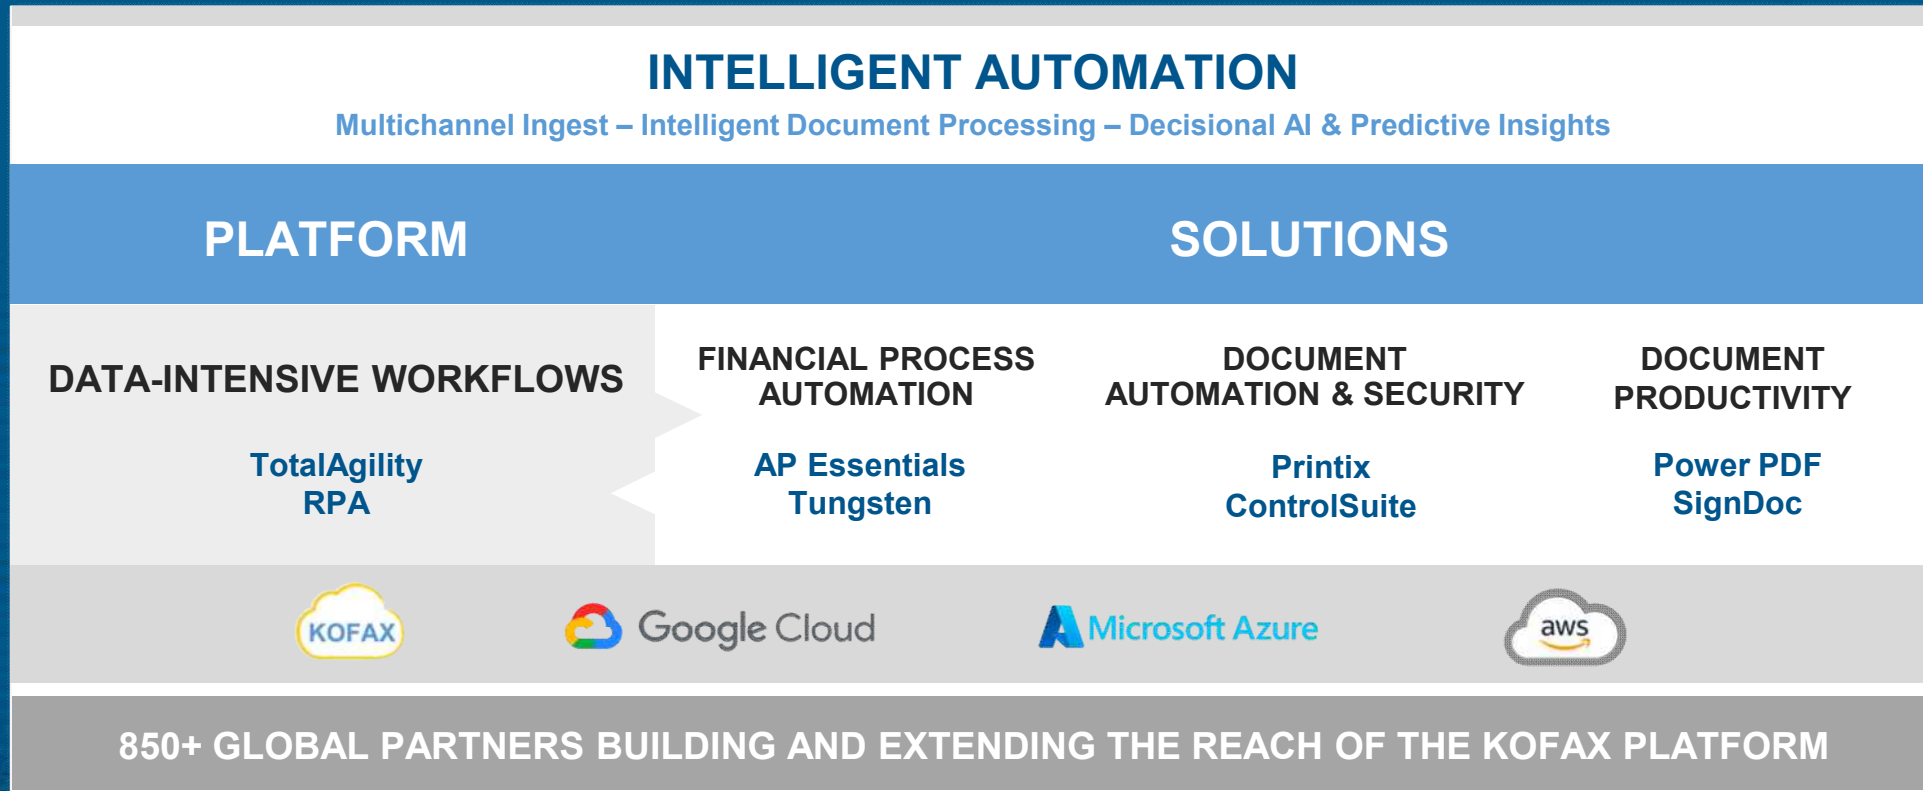 INTELLIGENT AUTOMATION
Multichannel Ingest – Intelligent Document Processing – Decisional AI & Predictive Insights
PLATFORM
SOLUTIONS
DATA-INTENSIVE WORKFLOWS
TotalAgility
RPA
FINANCIAL PROCESS
AUTOMATION
AP Essentials
Tungsten
DOCUMENT
AUTOMATION & SECURITY
Printix
ControlSuite
DOCUMENT
PRODUCTIVITY
Power PDF
SignDoc
KOFAX
Google Cloud
Microsoft Azure
aws
850+ GLOBAL PARTNERS BUILDING AND EXTENDING THE REACH OF THE KOFAX PLATFORM